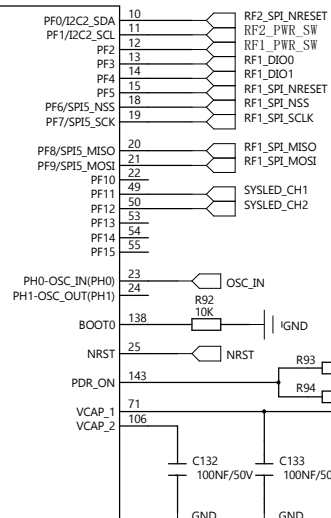 PF0/I2C2_SDA 10 RF2_SPI_NRESET
PF1/I2C2_SCL 11 RF2_PWR_SW
PF2 12 RF1_PWR_SW
PF3 13 RF1_DIO0
PF4 14 RF1_DIO1
PF5 15 RF1_SPI_NRESET
PF6/SPI5_NSS 18 RF1_SPI_NSS
PF7/SPI5_SCK 19 RF1_SPI_SCLK
PF8/SPI5_MISO 20 RF1_SPI_MISO
PF9/SPI5_MOSI 21 RF1_SPI_MOSI
PF10 22
PF11 49 SYSLED_CH1
PF12 50 SYSLED_CH2
PF13 53
PF14 54
PF15 55
PH0-OSC_IN(PH0) 23 OSC_IN
PH1-OSC_OUT(PH1) 24
R92
BOOT0 138 10K GND
NRST 25 NRST
R93
PDR_ON 143
R94
VCAP_1 71
VCAP_2 106
C132 C133
100NF/50V 100NF/50
GND GND